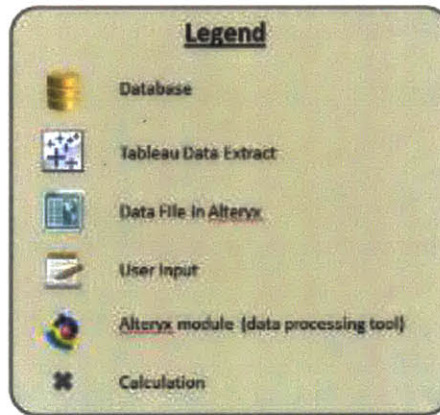 Legend
Database
Tableau Data Extract
Data File in Alteryx
User Input
Alteryx module (data processing tool)
Calculation